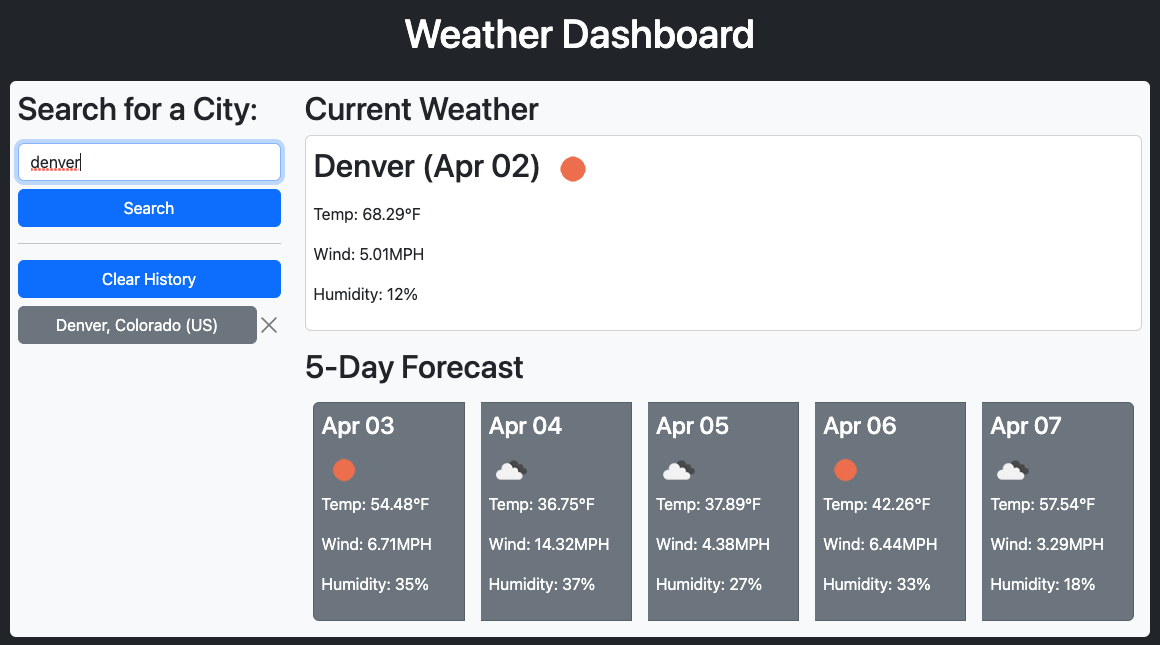 Weather Dashboard
Search for a City:
denver
Search
Clear History
Denver, Colorado (US)
Current Weather
Denver (Apr 02)
Temp: 68.29°F
Wind: 5.01MPH
Humidity: 12%
5-Day Forecast
Apr 03
Temp: 54.48°F
Wind: 6.71MPH
Humidity: 35%
Apr 04
Temp: 36.75°F
Wind: 14.32MPH
Humidity: 37%
Apr 05
Temp: 37.89°F
Wind: 4.38MPH
Humidity: 27%
Apr 06
Temp: 42.26°F
Wind: 6.44MPH
Humidity: 33%
Apr 07
Temp: 57.54°F
Wind: 3.29MPH
Humidity: 18%